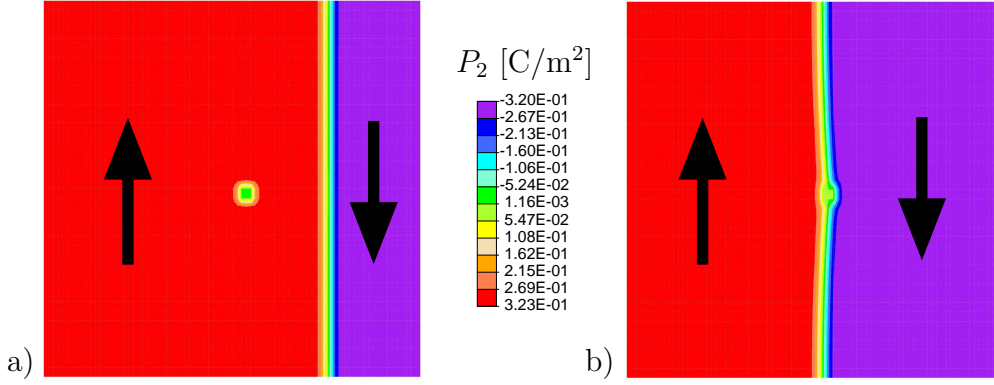 P₂ [C/m²]
-3.20E-01
-2.67E-01
-2.13E-01
-1.60E-01
-1.06E-01
-5.24E-02
1.16E-03
5.47E-02
1.08E-01
1.62E-01
2.15E-01
2.69E-01
3.23E-01
a)
b)